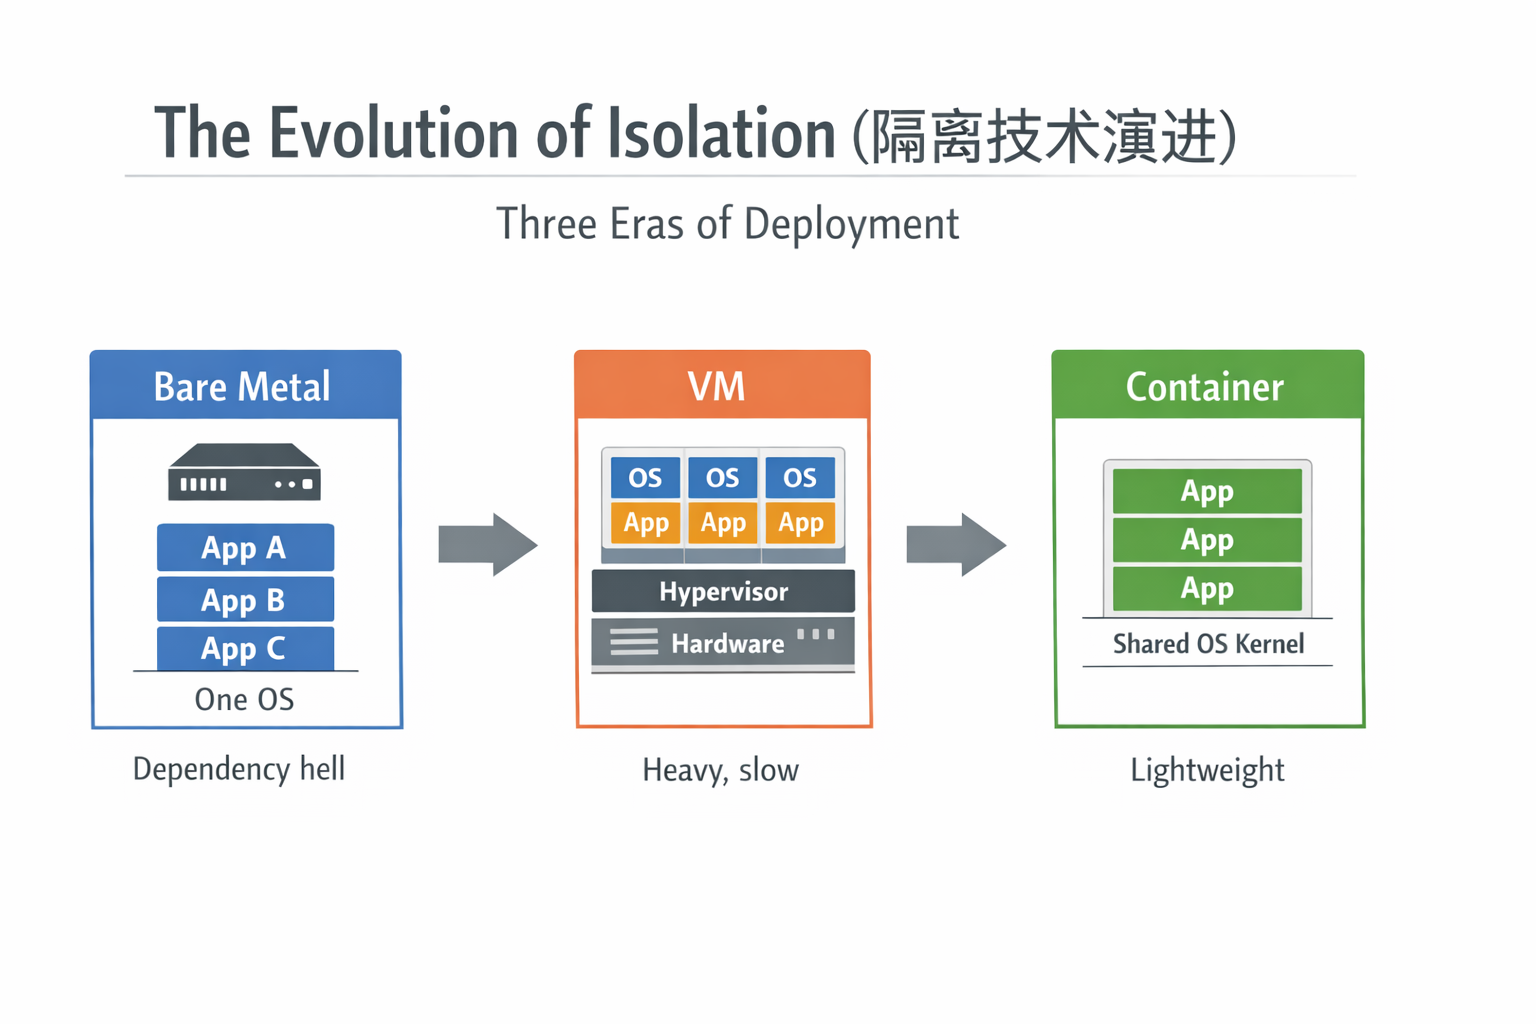 The Evolution of Isolation (隔离技术演进)
Three Eras of Deployment
Bare Metal
App A
App B
App C
One OS
Dependency hell
VM
OS OS OS
App App App
Hypervisor
Hardware
Heavy, slow
Container
App
App
App
Shared OS Kernel
Lightweight